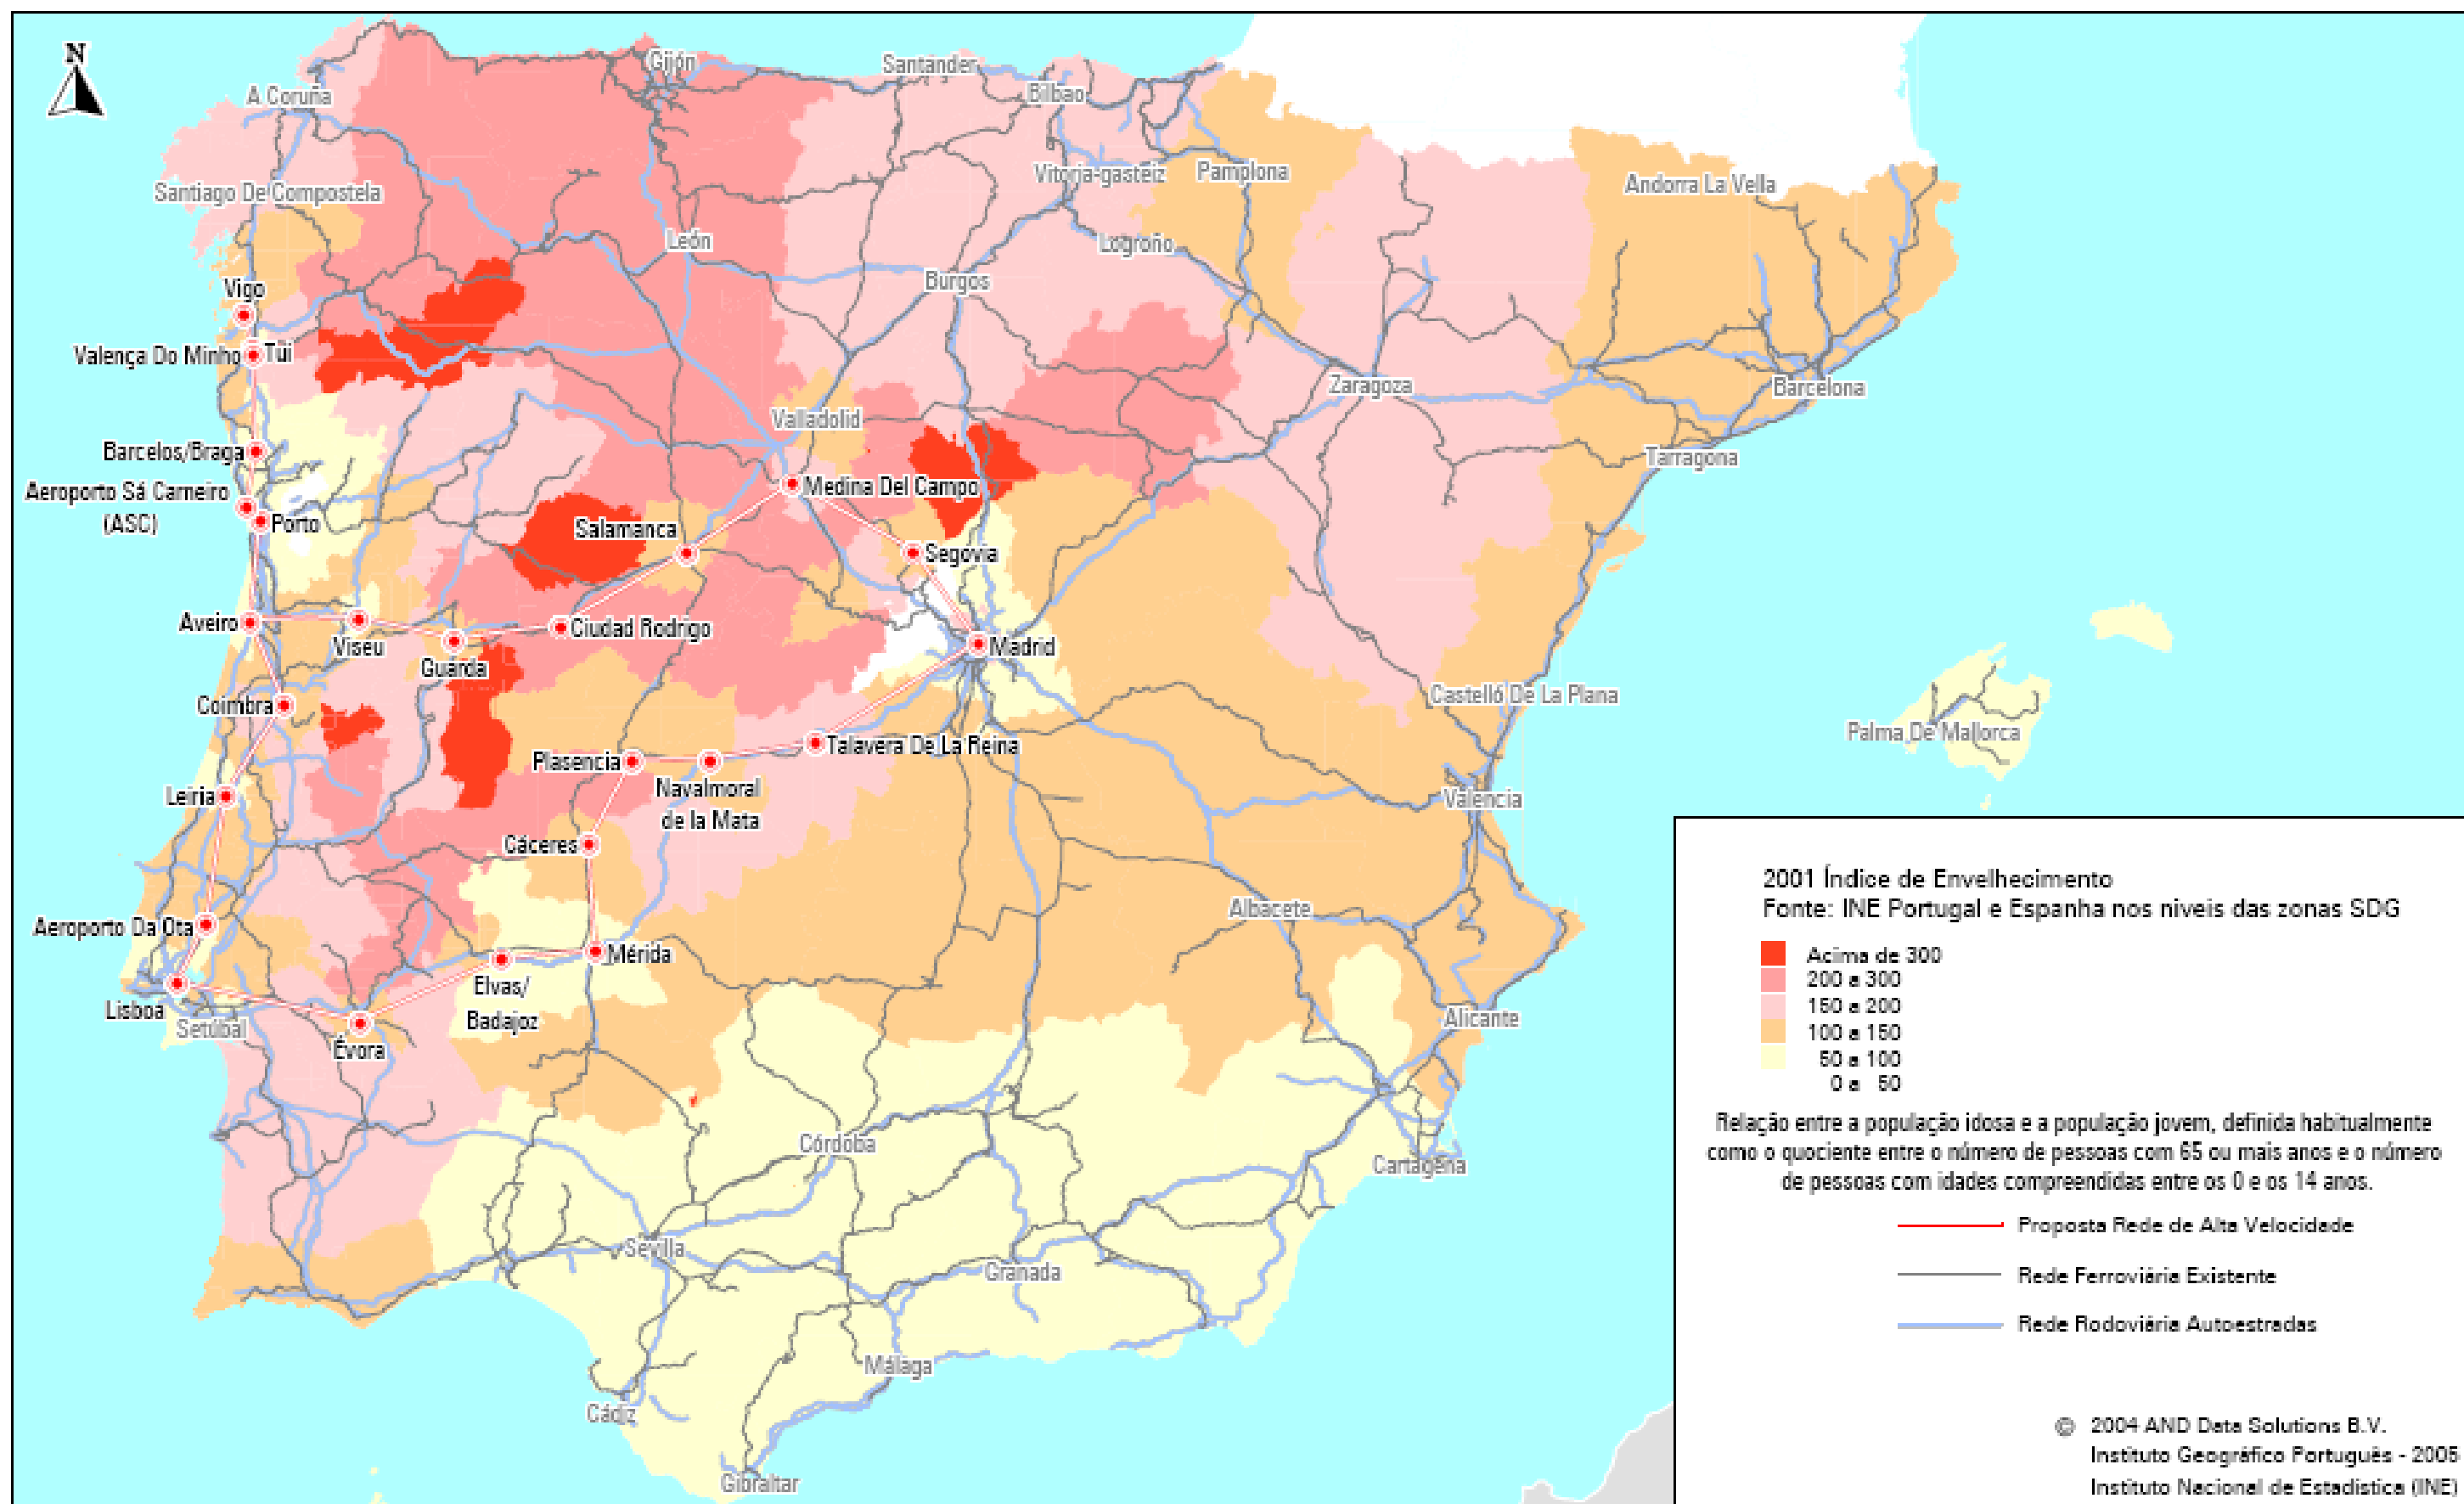 N
Gijón
Santander
A Coruña
Bilbao
Santiago De Compostela
Vitoria-gasteiz
Pamplona
Andorra La Vella
León
Logroño
Burgos
Vigo
Valença Do Minho
Tui
Zaragoza
Barcelona
Valladolid
Barcelos/Braga
Tarragona
Aeroporto Sá Carneiro
(ASC)
Porto
Medina Del Campo
Salamanca
Segovia
Aveiro
Viseu
Guarda
Ciudad Rodrigo
Madrid
Coimbra
Castelló De La Plana
Palma De Mallorca
Talavera De La Reina
Plasencia
Navalmoral
de la Mata
Leiria
Valencia
Cáceres
Albacete
Aeroporto Da Ota
Mérida
Elvas/
Badajoz
Lisboa
Setúbal
Évora
Alicante
Córdoba
Cartagena
Sevilla
Granada
Málaga
Cádiz
Gibraltar
2001 Índice de Envelhecimento
Fonte: INE Portugal e Espanha nos niveis das zonas SDG
Acima de 300
200 a 300
150 a 200
100 a 150
50 a 100
0 a 50
Relação entre a população idosa e a população jovem, definida habitualmente
como o quociente entre o número de pessoas com 65 ou mais anos e o número
de pessoas com idades compreendidas entre os 0 e os 14 anos.
Proposta Rede de Alta Velocidade
Rede Ferroviária Existente
Rede Rodoviária Autoestradas
© 2004 AND Data Solutions B.V.
Instituto Geográfico Português - 2005
Instituto Nacional de Estadistica (INE)